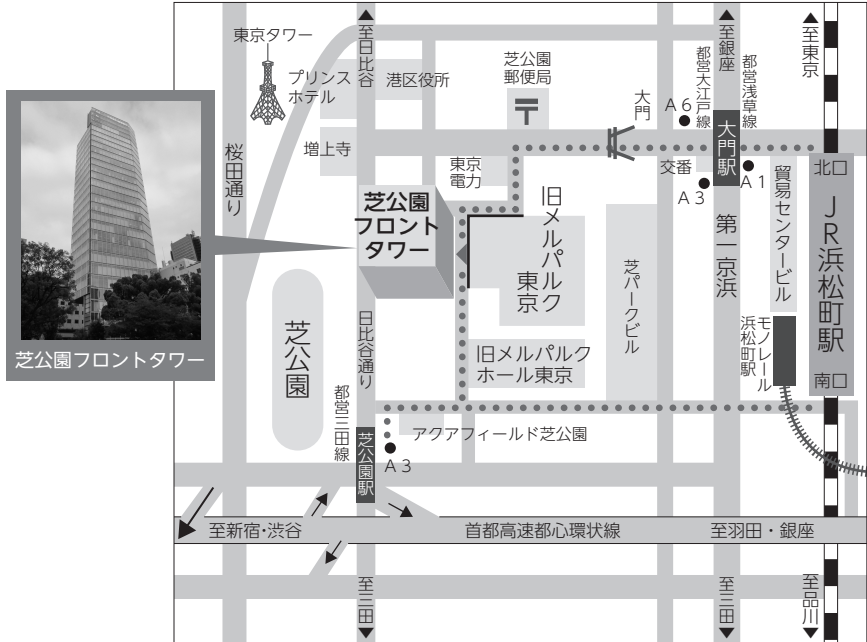 東京タワー
プリンス
ホテル
至日比谷
港区役所
芝公園
郵便局
大門
A6
都営大江戸線
至銀座
都営浅草線
至東京
桜田通り
増上寺
東京
電力
交番
A3
大門駅
A1
北口
芝公園
フロント
タワー
旧メルパルク
東京
芝パークビル
第一京浜
貿易センタービル
JR浜松町駅
芝公園フロントタワー
芝公園
日比谷通り
旧メルパルク
ホール東京
モノレール
浜松町駅
南口
都営三田線
アクアフィールド芝公園
芝公園駅
A3
至新宿・渋谷
首都高速都心環状線
至羽田・銀座
至三田
至三田
至品川